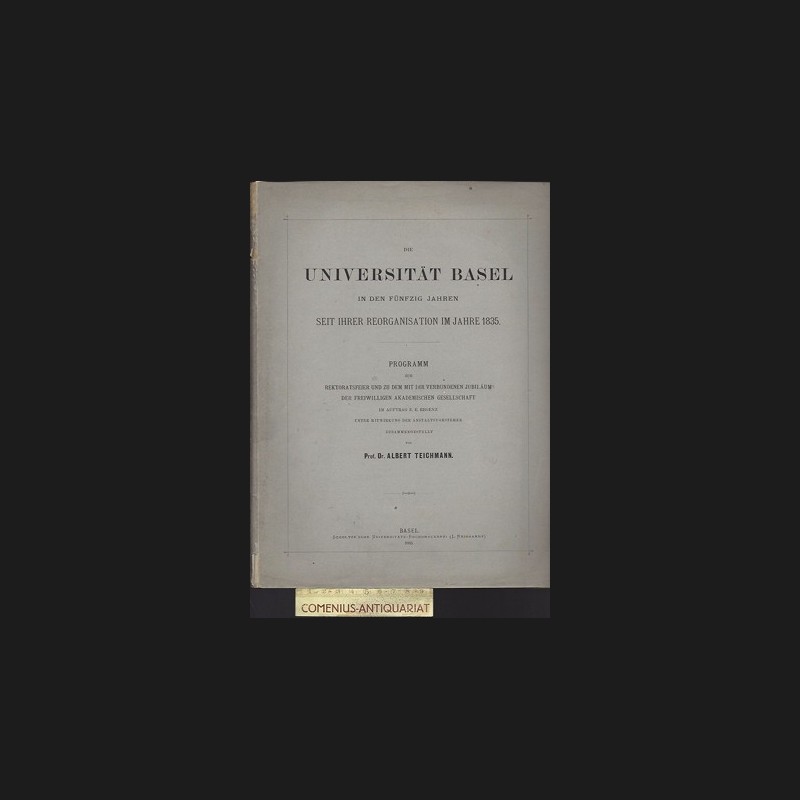 DIE
UNIVERSITÄT BASEL
IN DEN FÜNFZIG JAHREN
SEIT IHRER REORGANISATION IM JAHRE 1835.
PROGRAMM
ZUR
REKTORATSFEIER UND ZU DEM MIT IHR VERBUNDENEN JUBILÄUM
DER FREIWILLIGEN AKADEMISCHEN GESELLSCHAFT
IM AUFTRAG E. E. REGENZ
UNTER MITWIRKUNG DER ANSTALTSVORSTEHER
ZUSAMMENGESTELLT
VON
Prof. Dr. ALBERT TEICHMANN.
BASEL
UNIVERSITÄTS-BUCHDRUCKEREI
COMENIUS-ANTIQUARIAT